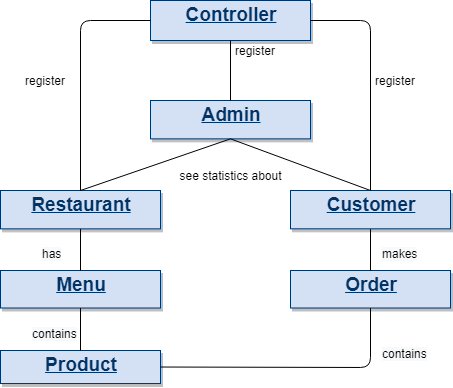 Controller
register
register
register
Admin
see statistics about
Restaurant
Customer
has
makes
Menu
Order
contains
contains
Product